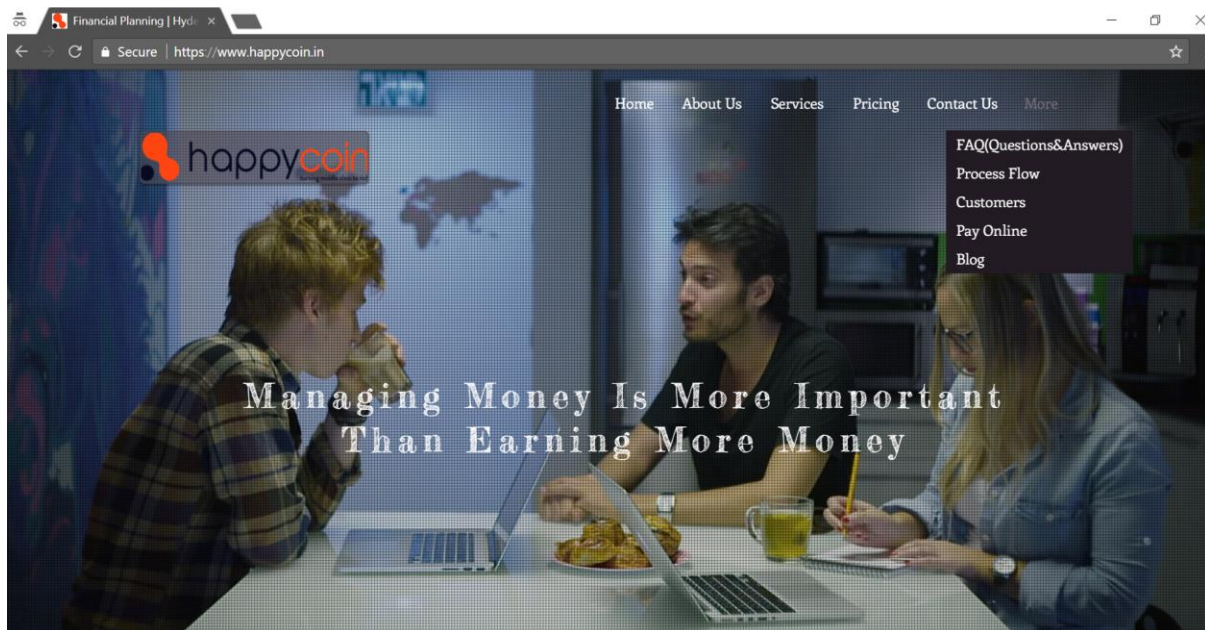 Financial Planning | Hyde
Secure | https://www.happycoin.in
Home About Us Services Pricing Contact Us More
happycoin
FAQ(Questions&Answers)
Process Flow
Customers
Pay Online
Blog
Managing Money Is More Important
Than Earning More Money